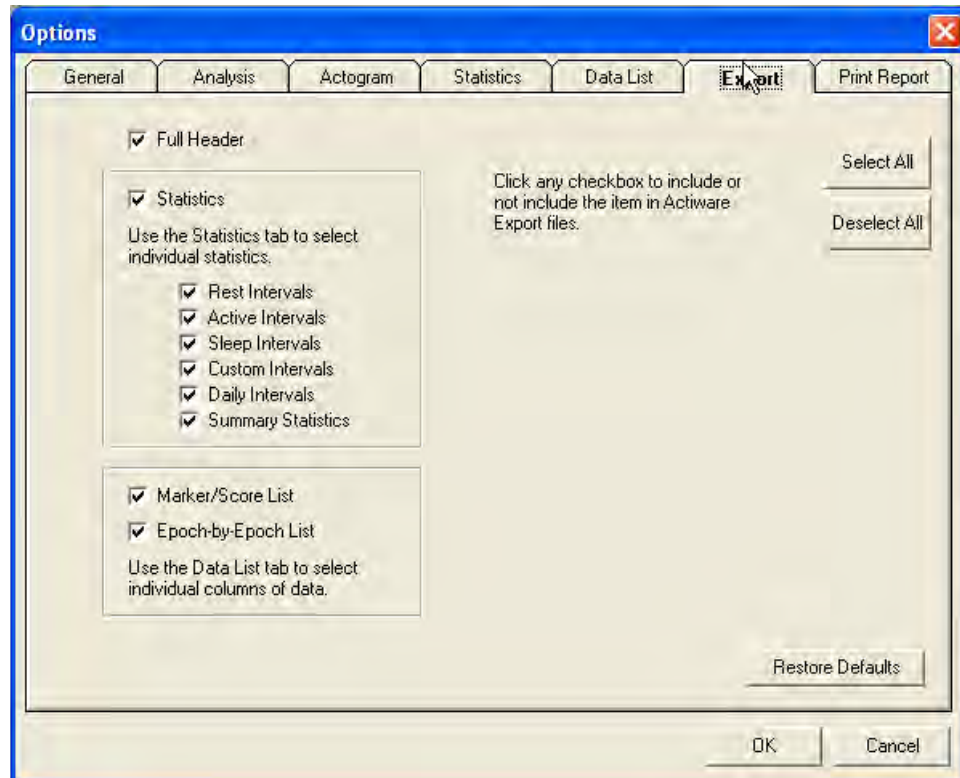 Options
General
Analysis
Actogram
Statistics
Data List
Export
Print Report
Full Header
Statistics
Use the Statistics tab to select
individual statistics.
Rest Intervals
Active Intervals
Sleep Intervals
Custom Intervals
Daily Intervals
Summary Statistics
Marker/Score List
Epoch-by-Epoch List
Use the Data List tab to select
individual columns of data.
Click any checkbox to include or
not include the item in Actiware
Export files.
Select All
Deselect All
Restore Defaults
OK
Cancel